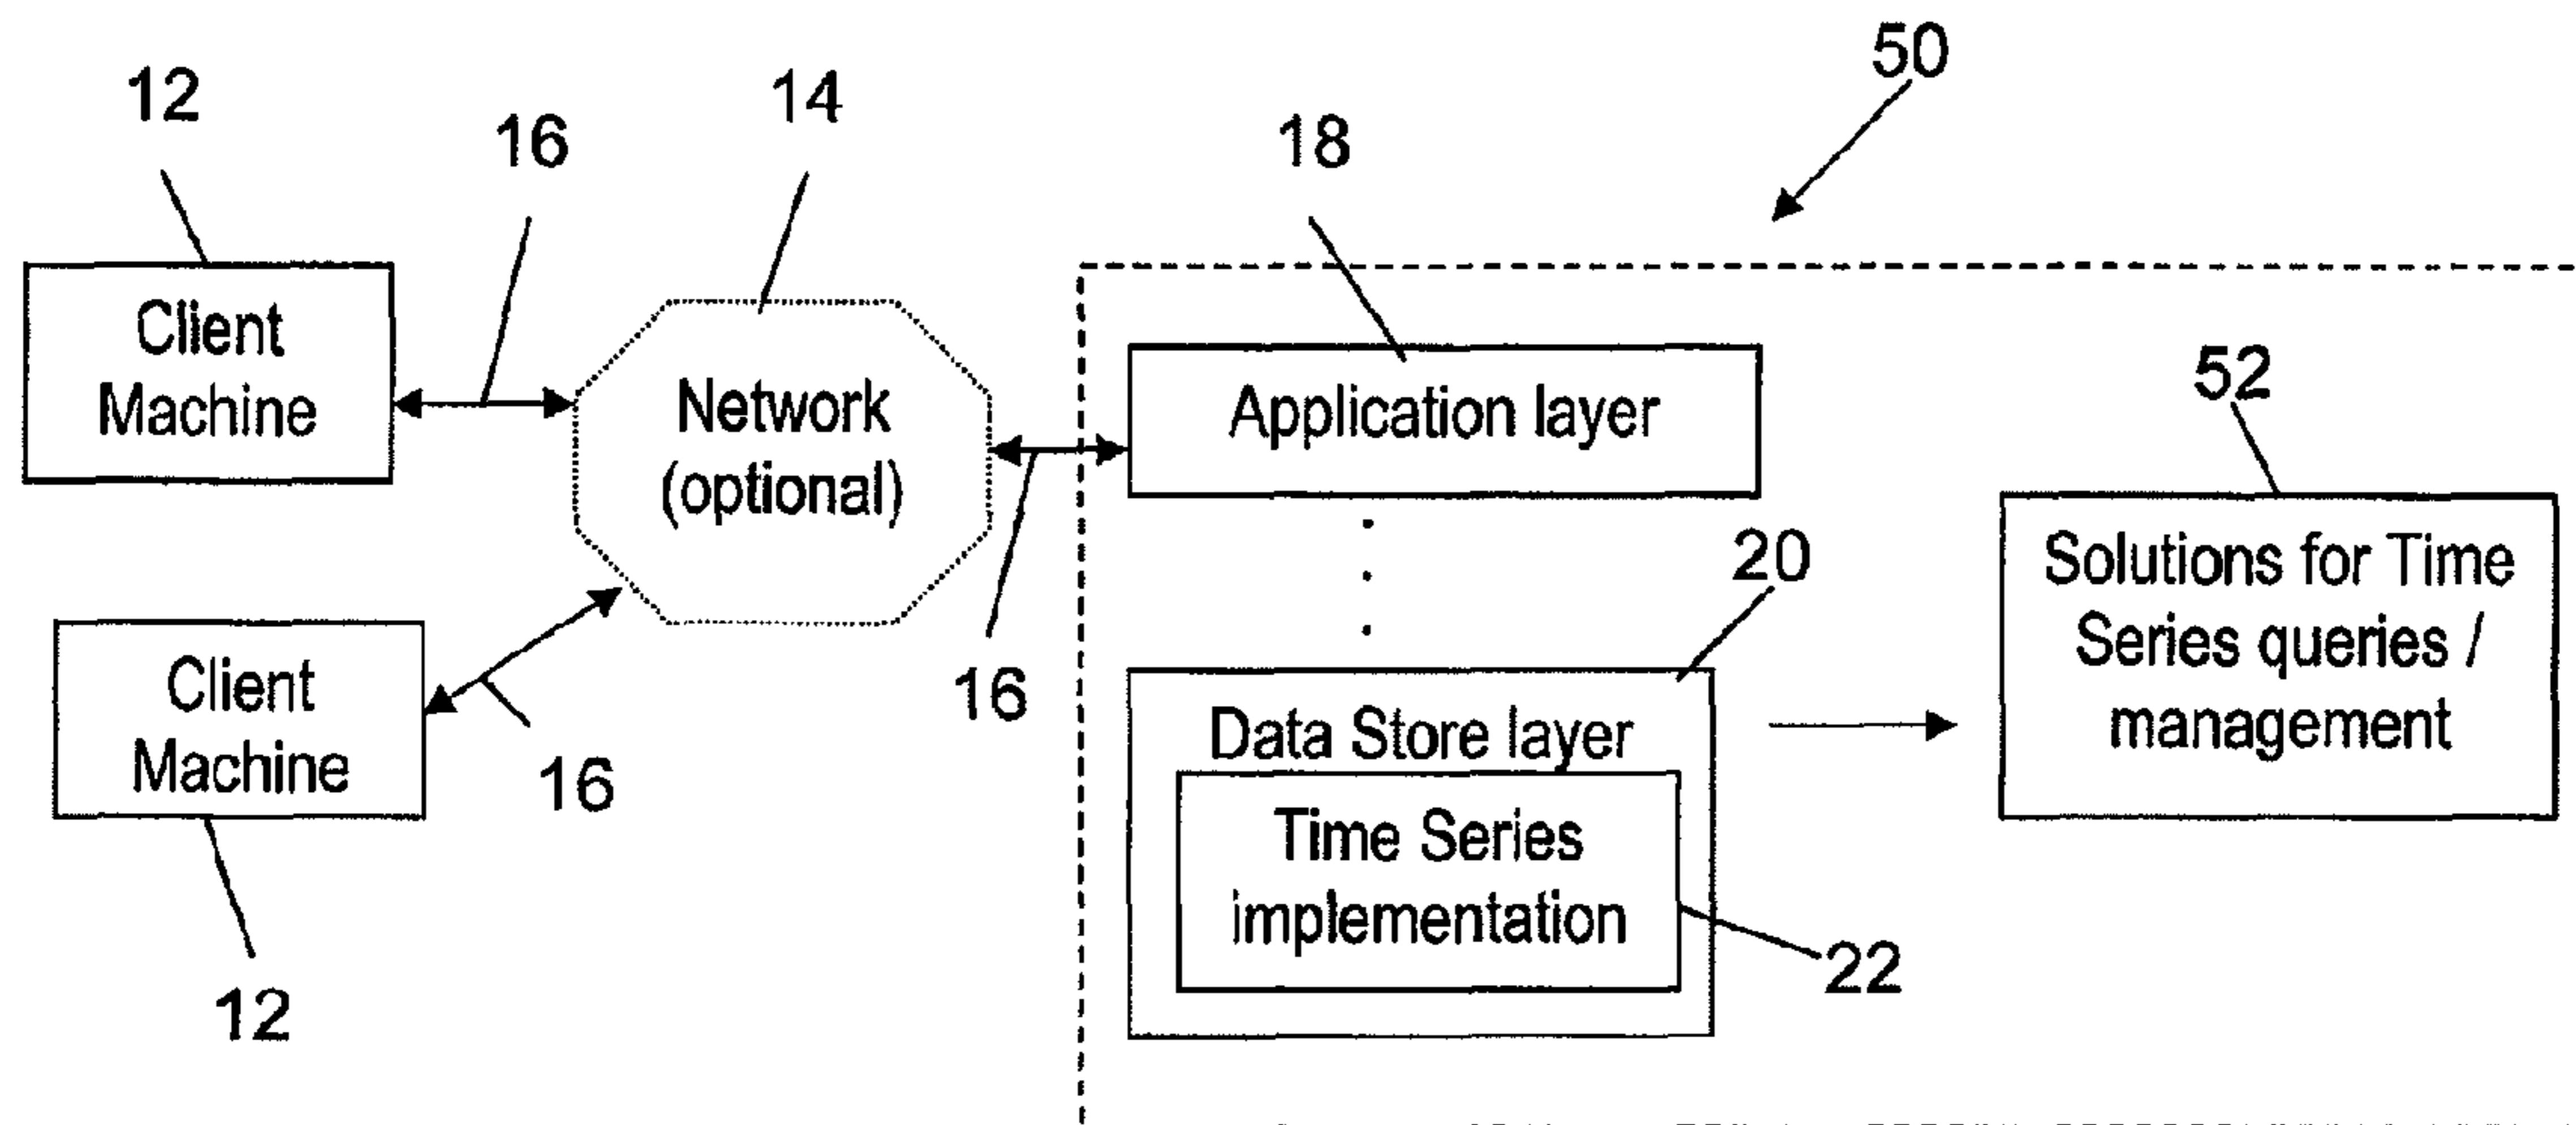 50
12
14
16
18
Client
Machine
Network
(optional)
Application layer
52
Solutions for Time
Series queries /
management
20
16
Client
Machine
16
Data Store layer
Time Series
implementation
22
12